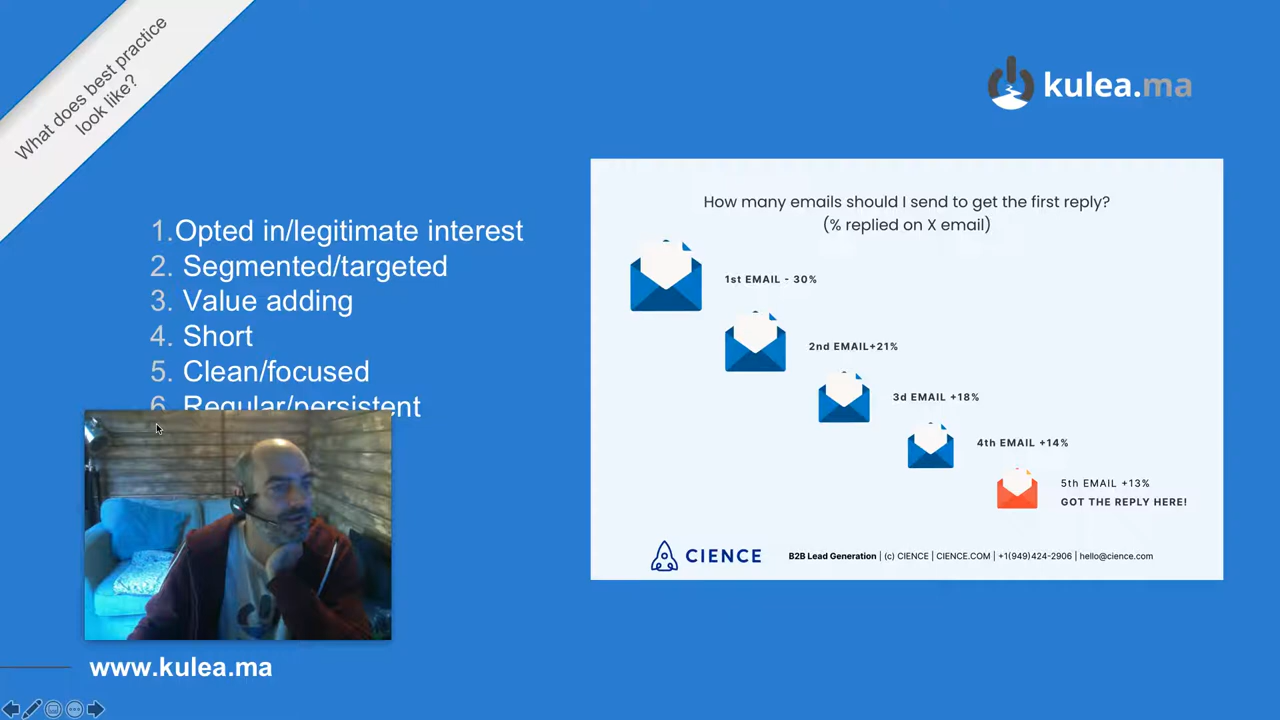 What does best practice
look like?
kulea.ma
1.Opted in/legitimate interest
2. Segmented/targeted
3. Value adding
4. Short
5. Clean/focused
6. Regular/persistent
How many emails should I send to get the first reply?
(% replied on X email)
1st EMAIL - 30%
2nd EMAIL+21%
3d EMAIL +18%
4th EMAIL +14%
5th EMAIL +13%
GOT THE REPLY HERE!
CIENCE
B2B Lead Generation | (c) CIENCE | CIENCE.COM | +1(949)424-2906 | hello@cience.com
www.kulea.ma